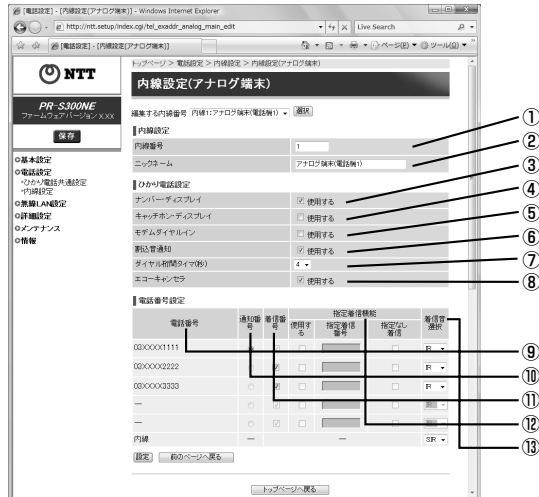 [電話設定] - [内線設定(アナログ端末)] - Windows Internet Explorer
http://ntt.setup/index.cgi/tel_exaddr_analog_main_edit
Live Search
[電話設定] - [内線設定(アナログ端末)]
ページ(P) ツール(O)
NTT
PR-S300NE
ファームウェアバージョン x.xx
保存
基本設定
電話設定
・ひかり電話共通設定
・内線設定
無線LAN設定
詳細設定
メンテナンス
情報
トップページ > 電話設定 > 内線設定 > 内線設定(アナログ端末)
内線設定(アナログ端末)
編集する内線番号 内線1:アナログ端末(電話機1) 選択
内線設定
内線番号 1 ①
ニックネーム アナログ端末(電話機1) ②
ひかり電話設定
ナンバー・ディスプレイ 使用する ③
キャッチホン・ディスプレイ 使用する ④
モデムダイヤルイン 使用する ⑤
割込音通知 使用する ⑥
ダイヤル桁間タイマ(秒) 4 ⑦
エコーキャンセラ 使用する ⑧
電話番号設定
電話番号 通知番号 着信番号 指定着信機能 着信音選択
使用する 指定着信番号 指定なし着信
03XXXX1111 IR ⑨
03XXXX2222 IR ⑩
03XXXX3333 IR ⑪
— IR ⑫
— ⑬
内線 — — SIR
設定 前のページへ戻る
トップページへ戻る